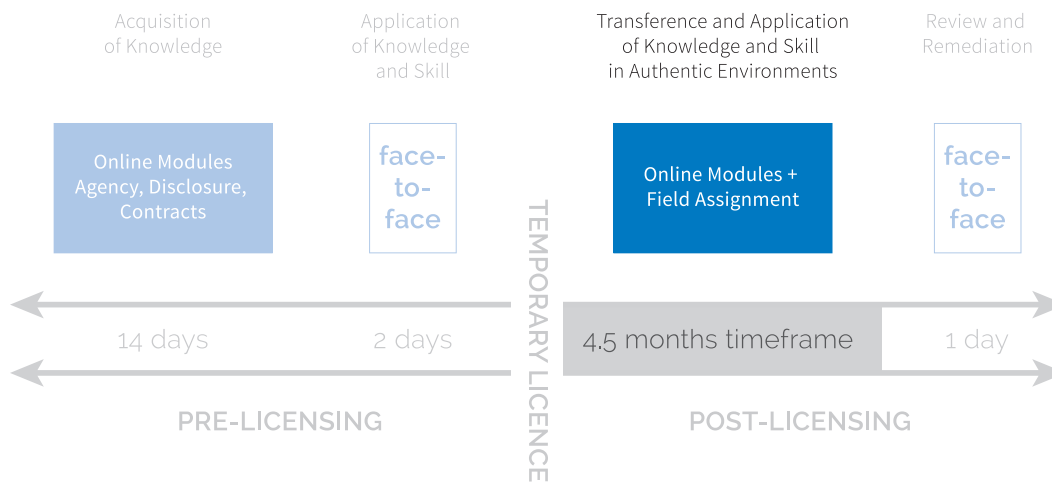 Acquisition
of Knowledge
Application
of Knowledge
and Skill
Transference and Application
of Knowledge and Skill
in Authentic Environments
Review and
Remediation
Online Modules
Agency, Disclosure,
Contracts
face-
to-
face
Online Modules +
Field Assignment
face-
to-
face
TEMPORARY LICENCE
14 days
2 days
4.5 months timeframe
1 day
PRE-LICENSING
POST-LICENSING